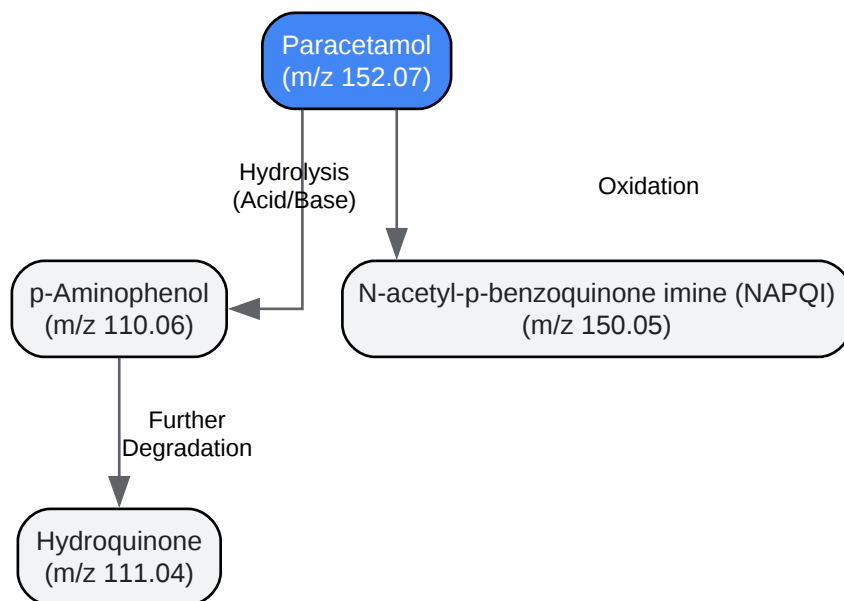 Paracetamol
(m/z 152.07)
Hydrolysis
(Acid/Base)
Oxidation
p-Aminophenol
(m/z 110.06)
N-acetyl-p-benzoquinone imine (NAPQI)
(m/z 150.05)
Further
Degradation
Hydroquinone
(m/z 111.04)